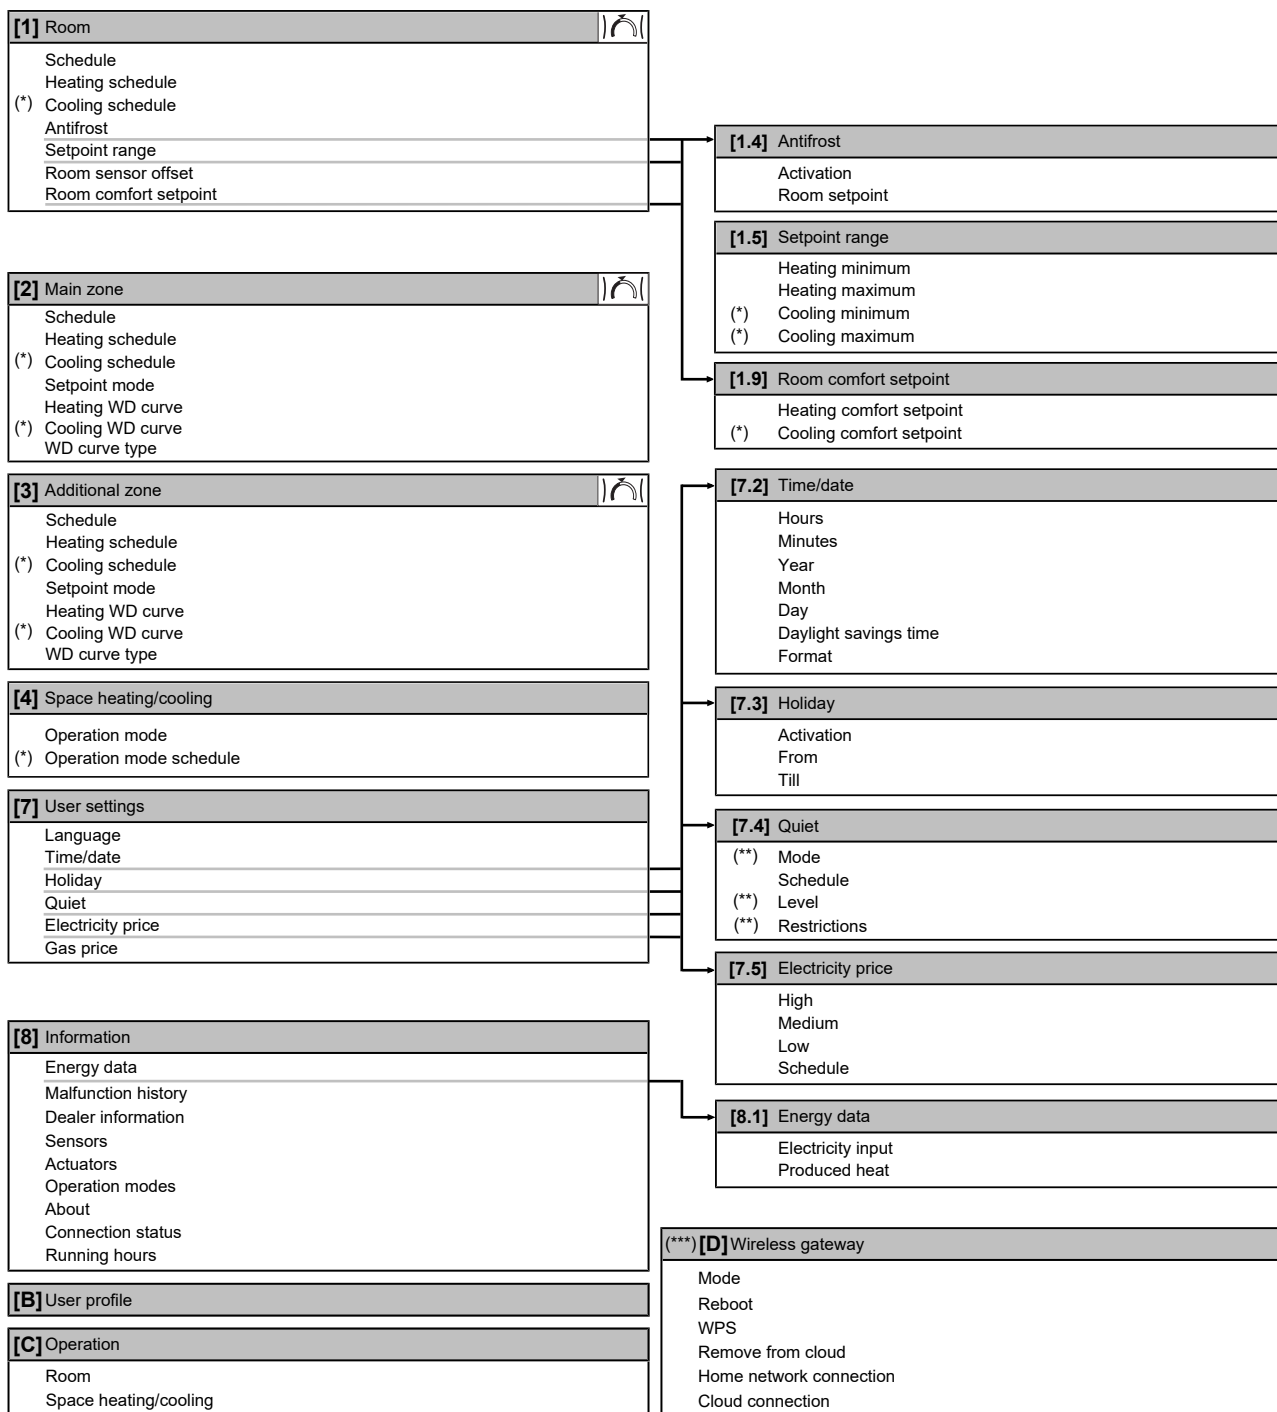 [1] Room
Schedule
Heating schedule
(*) Cooling schedule
Antifrost
Setpoint range
Room sensor offset
Room comfort setpoint
[2] Main zone
Schedule
Heating schedule
(*) Cooling schedule
Setpoint mode
Heating WD curve
(*) Cooling WD curve
WD curve type
[3] Additional zone
Schedule
Heating schedule
(*) Cooling schedule
Setpoint mode
Heating WD curve
(*) Cooling WD curve
WD curve type
[4] Space heating/cooling
Operation mode
(*) Operation mode schedule
[7] User settings
Language
Time/date
Holiday
Quiet
Electricity price
Gas price
[8] Information
Energy data
Malfunction history
Dealer information
Sensors
Actuators
Operation modes
About
Connection status
Running hours
[B] User profile
[C] Operation
Room
Space heating/cooling
[1.4] Antifrost
Activation
Room setpoint
[1.5] Setpoint range
Heating minimum
Heating maximum
(*) Cooling minimum
(*) Cooling maximum
[1.9] Room comfort setpoint
Heating comfort setpoint
(*) Cooling comfort setpoint
[7.2] Time/date
Hours
Minutes
Year
Month
Day
Daylight savings time
Format
[7.3] Holiday
Activation
From
Till
[7.4] Quiet
(**) Mode
Schedule
(**) Level
(**) Restrictions
[7.5] Electricity price
High
Medium
Low
Schedule
[8.1] Energy data
Electricity input
Produced heat
(***) [D] Wireless gateway
Mode
Reboot
WPS
Remove from cloud
Home network connection
Cloud connection